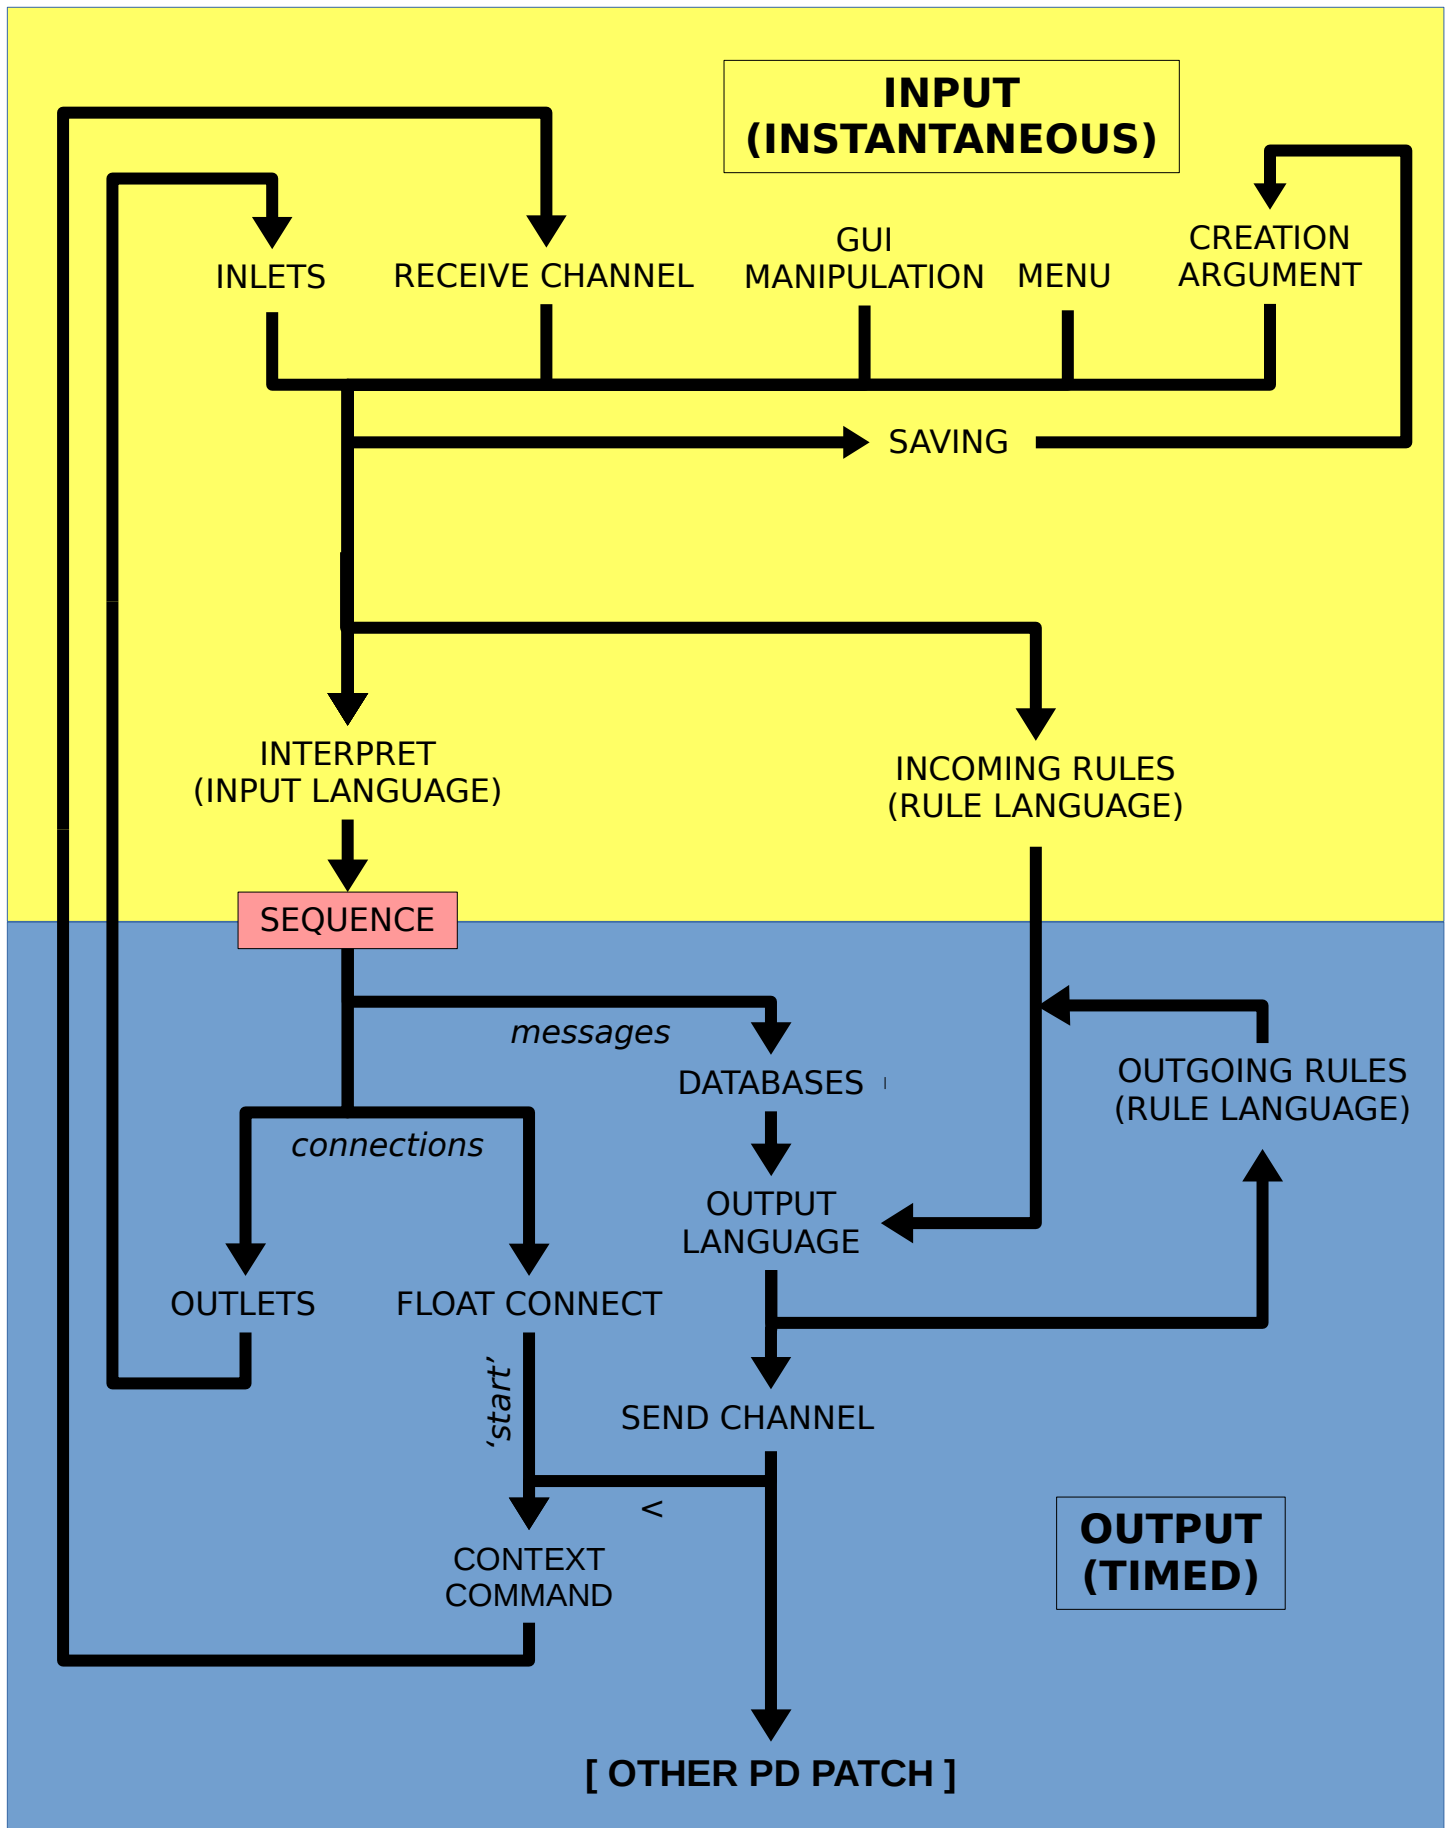 INPUT
(INSTANTANEOUS)
INLETS
RECEIVE CHANNEL
GUI
MANIPULATION
MENU
CREATION
ARGUMENT
SAVING
INTERPRET
(INPUT LANGUAGE)
INCOMING RULES
(RULE LANGUAGE)
SEQUENCE
messages
DATABASES
OUTGOING RULES
(RULE LANGUAGE)
connections
OUTPUT
LANGUAGE
OUTLETS
FLOAT CONNECT
‘start’
SEND CHANNEL
<
CONTEXT
COMMAND
OUTPUT
(TIMED)
[ OTHER PD PATCH ]